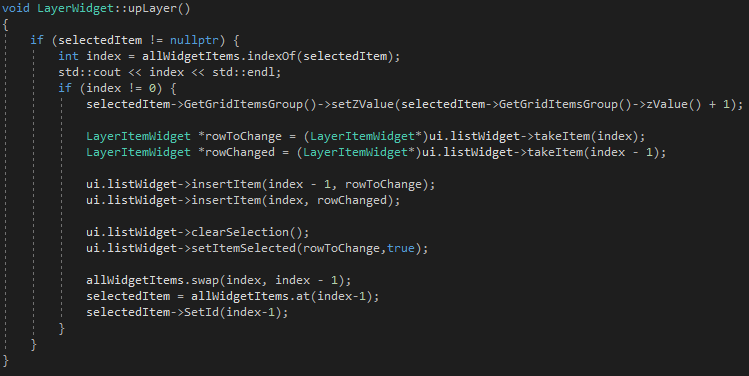 void LayerWidget::upLayer()
{
    if (selectedItem != nullptr) {
        int index = allWidgetItems.indexOf(selectedItem);
        std::cout << index << std::endl;
        if (index != 0) {
            selectedItem->GetGridItemsGroup()->setZValue(selectedItem->GetGridItemsGroup()->zValue() + 1);
            LayerItemWidget *rowToChange = (LayerItemWidget*)ui.listWidget->takeItem(index);
            LayerItemWidget *rowChanged = (LayerItemWidget*)ui.listWidget->takeItem(index - 1);
            ui.listWidget->insertItem(index - 1, rowToChange);
            ui.listWidget->insertItem(index, rowChanged);
            ui.listWidget->clearSelection();
            ui.listWidget->setItemSelected(rowToChange,true);
            allWidgetItems.swap(index, index - 1);
            selectedItem = allWidgetItems.at(index-1);
            selectedItem->SetId(index-1);
        }
    }
}